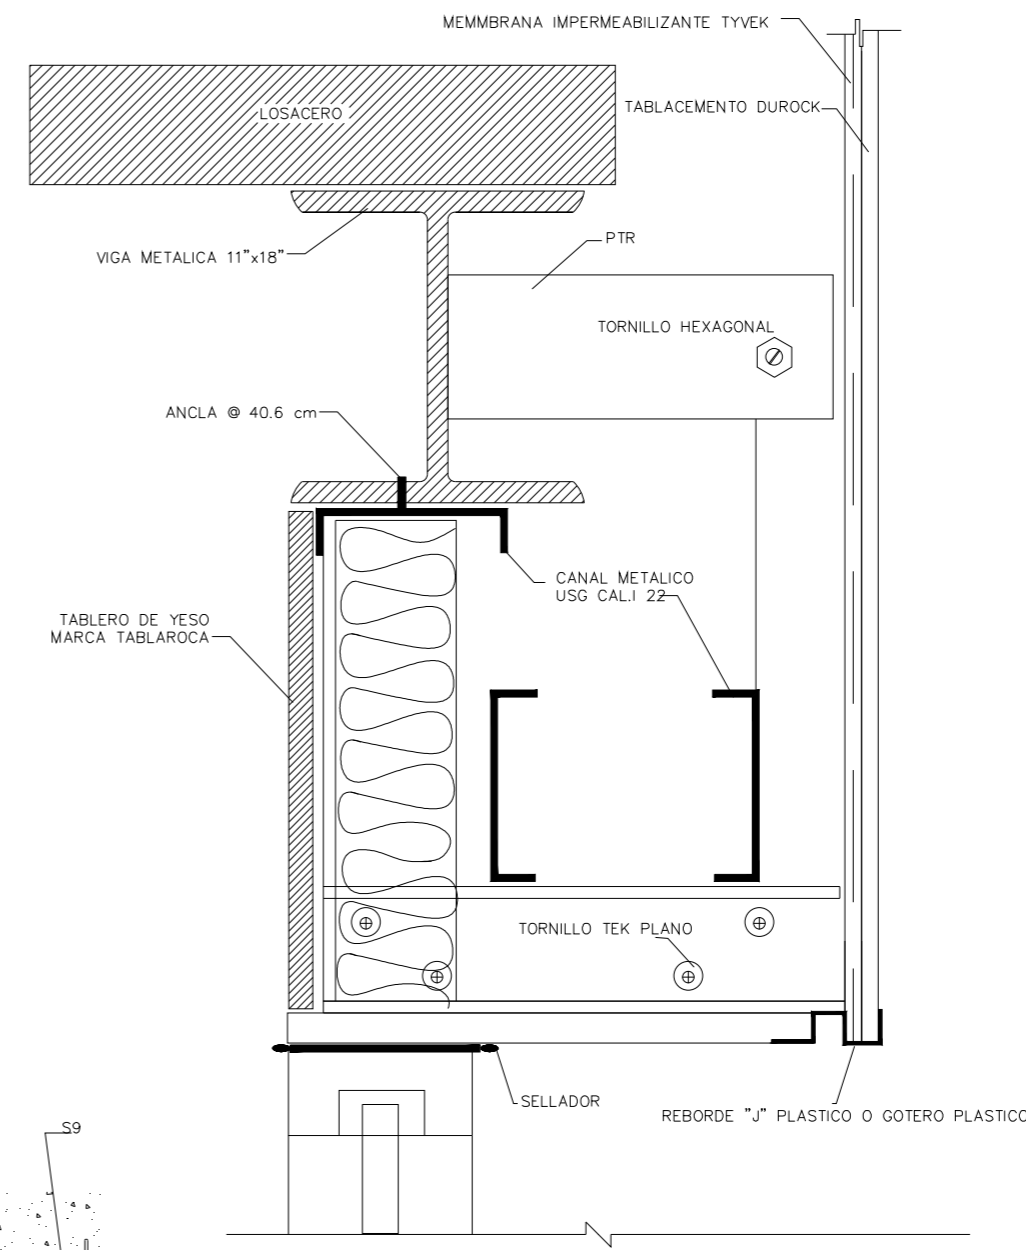 MEMMBRANA IMPERMEABILIZANTE TYVEK
LOSACERO
TABLACEMENTO DUROCK
PTR
VIGA METALICA 11"x18"
TORNILLO HEXAGONAL
ANCLA @ 40.6 cm
CANAL METALICO
USG CAL.I 22
TABLERO DE YESO
MARCA TABLAROCA
TORNILLO TEK PLANO
SELLADOR
REBORDE "J" PLASTICO O GOTERO PLASTICO
S9